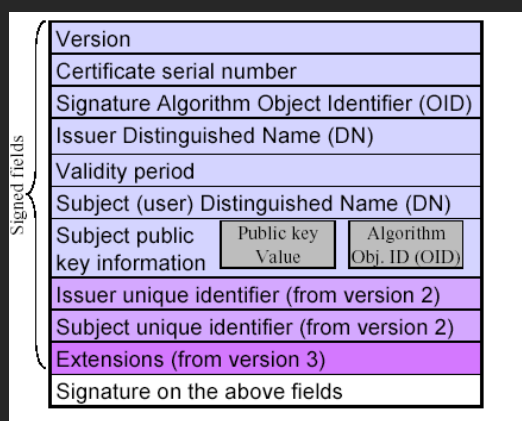 Signed fields
Version
Certificate serial number
Signature Algorithm Object Identifier (OID)
Issuer Distinguished Name (DN)
Validity period
Subject (user) Distinguished Name (DN)
Subject public
key information
Public key
Value
Algorithm
Obj. ID (OID)
Issuer unique identifier (from version 2)
Subject unique identifier (from version 2)
Extensions (from version 3)
Signature on the above fields